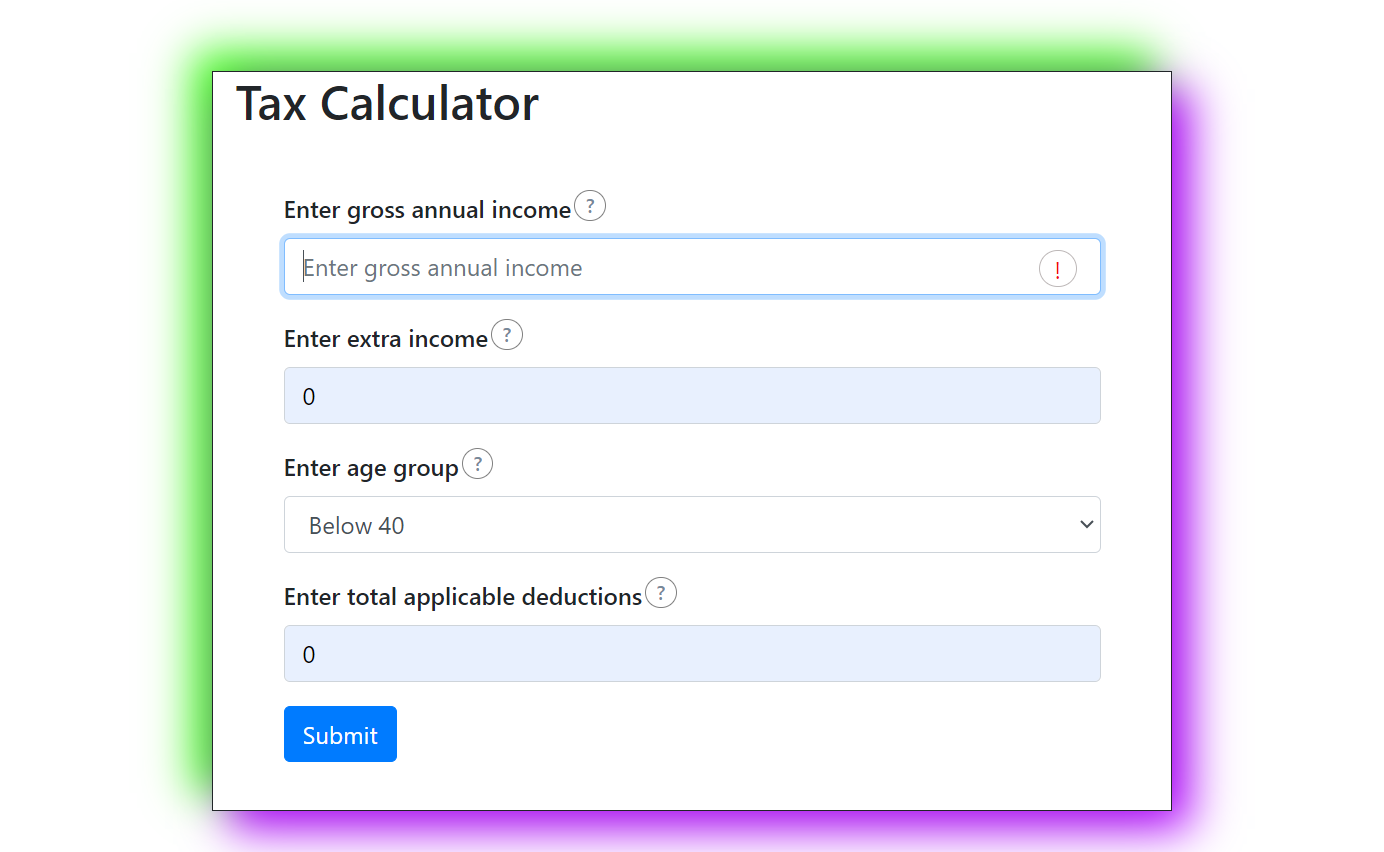 Tax Calculator
Enter gross annual income ?
Enter gross annual income !
Enter extra income ?
0
Enter age group ?
Below 40
Enter total applicable deductions ?
0
Submit